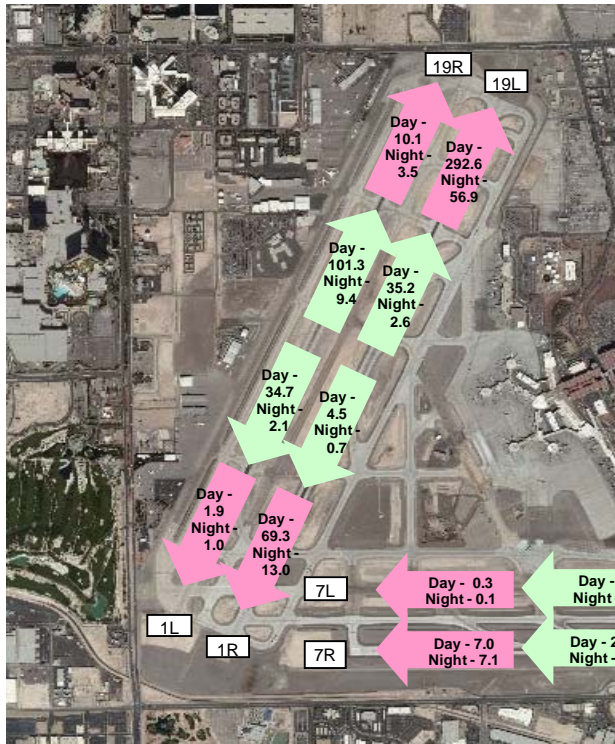 19R
19L
Day -
10.1
Night -
3.5
Day -
292.6
Night -
56.9
Day -
101.3
Night -
9.4
Day -
35.2
Night -
2.6
Day -
34.7
Night -
2.1
Day -
4.5
Night -
0.7
Day -
1.9
Night -
1.0
Day -
69.3
Night -
13.0
7L
Day - 0.3
Night - 0.1
Day -
Night
1L
1R
7R
Day - 7.0
Night - 7.1
Day - 2
Night -